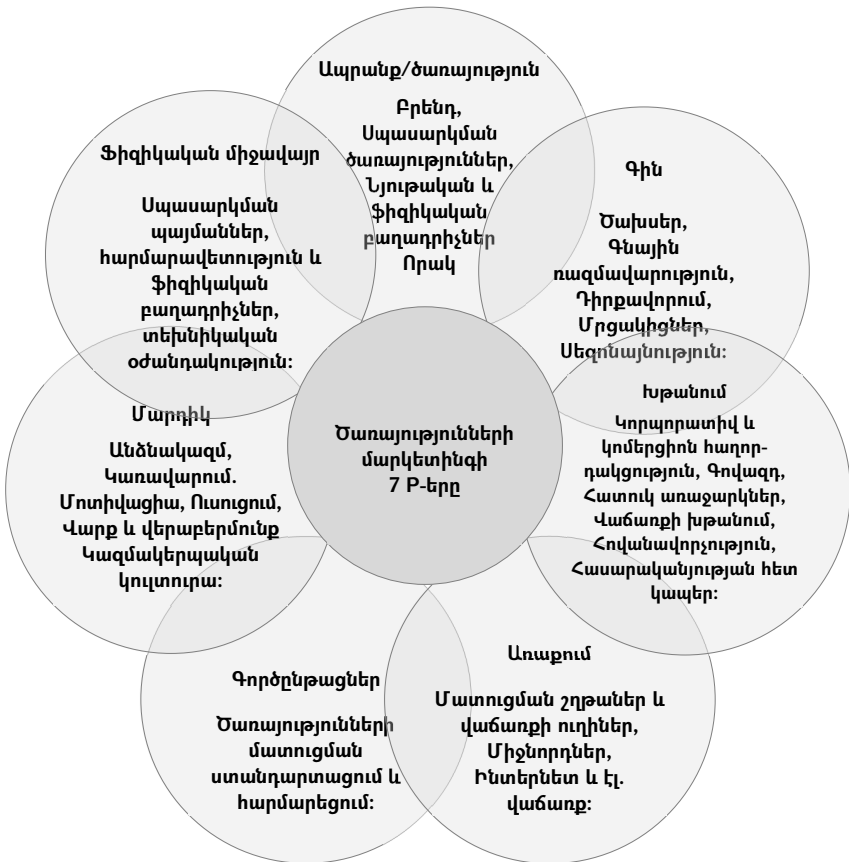 Ապրանք/ծառայություն
Բրենդ,
Սպասարկման
ծառայություններ,
Նյութական և
ֆիզիկական
բաղադրիչներ
Որակ
Գին
Ծախսեր,
Գնային
ռազմավարություն,
Դիրքավորում,
Մրցակիցներ,
Սեզոնայնություն:
Խթանում
Կորպորատիվ և
կոմերցիոն հաղոր-
դակցություն, Գովազդ,
Հատուկ առաջարկներ,
Վաճառքի խթանում,
Հովանավորչություն,
Հասարականյության հետ
կապեր:
Առաքում
Մատուցման շղթաներ և
վաճառքի ուղիներ,
Միջնորդներ,
Ինտերնետ և էլ.
վաճառք:
Գործընթացներ
Ծառայությունների
մատուցման
ստանդարտացում և
հարմարեցում:
Մարդիկ
Անձնակազմ,
Կառավարում.
Մոտիվացիա, Ուսուցում,
Վարք և վերաբերմունք
Կազմակերպական
կուլտուրա:
Ֆիզիկական միջավայր
Սպասարկման
պայմաններ,
հարմարավետություն և
ֆիզիկական
բաղադրիչներ,
տեխնիկական
օժանդակություն:
Ծառայությունների
մարկետինգի
7 P-երը